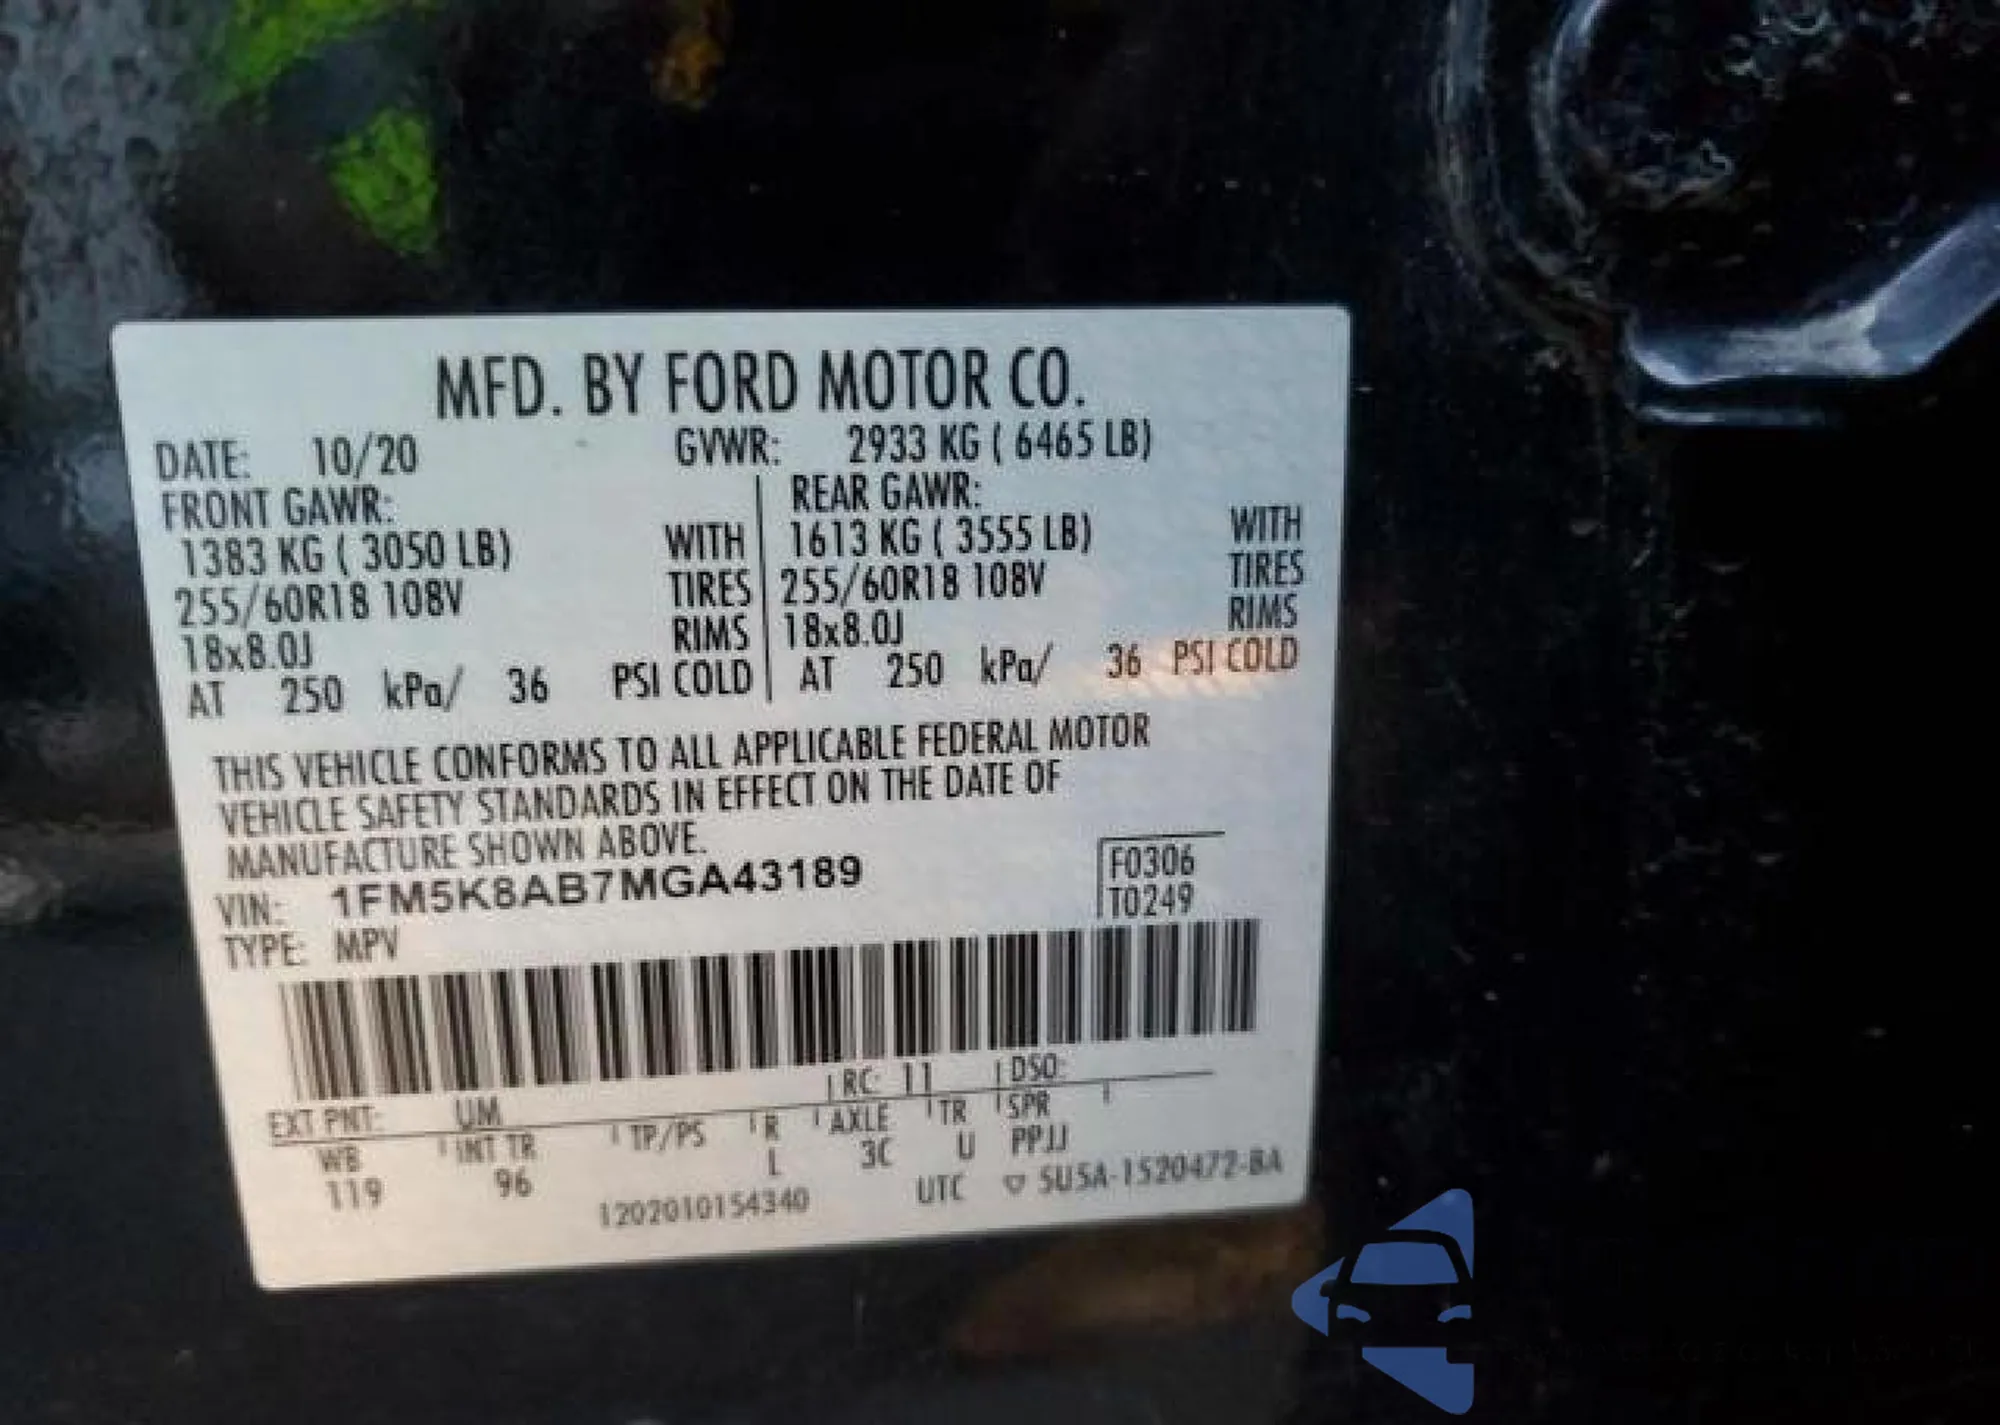 MFD. BY FORD MOTOR CO.
DATE: 10/20 GVWR: 2933 KG ( 6465 LB)
FRONT GAWR: REAR GAWR:
1383 KG ( 3050 LB) WITH 1613 KG ( 3555 LB) WITH
255/60R18 108V TIRES 255/60R18 108V TIRES
18x8.0J RIMS 18x8.0J RIMS
AT 250 kPa/ 36 PSI COLD AT 250 kPa/ 36 PSI COLD
THIS VEHICLE CONFORMS TO ALL APPLICABLE FEDERAL MOTOR
VEHICLE SAFETY STANDARDS IN EFFECT ON THE DATE OF
MANUFACTURE SHOWN ABOVE.
VIN: 1FM5K8AB7MGA43189 F0306
TYPE: MPV T0249
EXT PNT: UM RC: 11 DSO:
WB INT TR TP/PS R AXLE TR SPR
119 96 L 3C U PPJJ
1202010154340 UTC 5U5A-1520472-BA